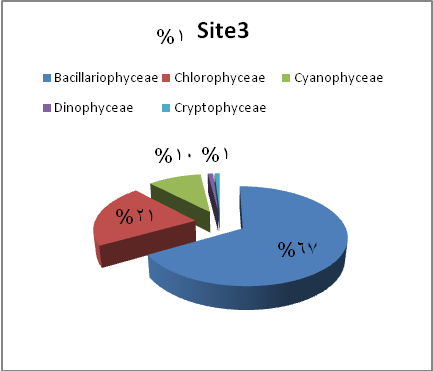 Site3
%١
Bacillariophyceae Chlorophyceae Cyanophyceae
Dinophyceae Cryptophyceae
%١٠ %١
%٢١
%٦٧